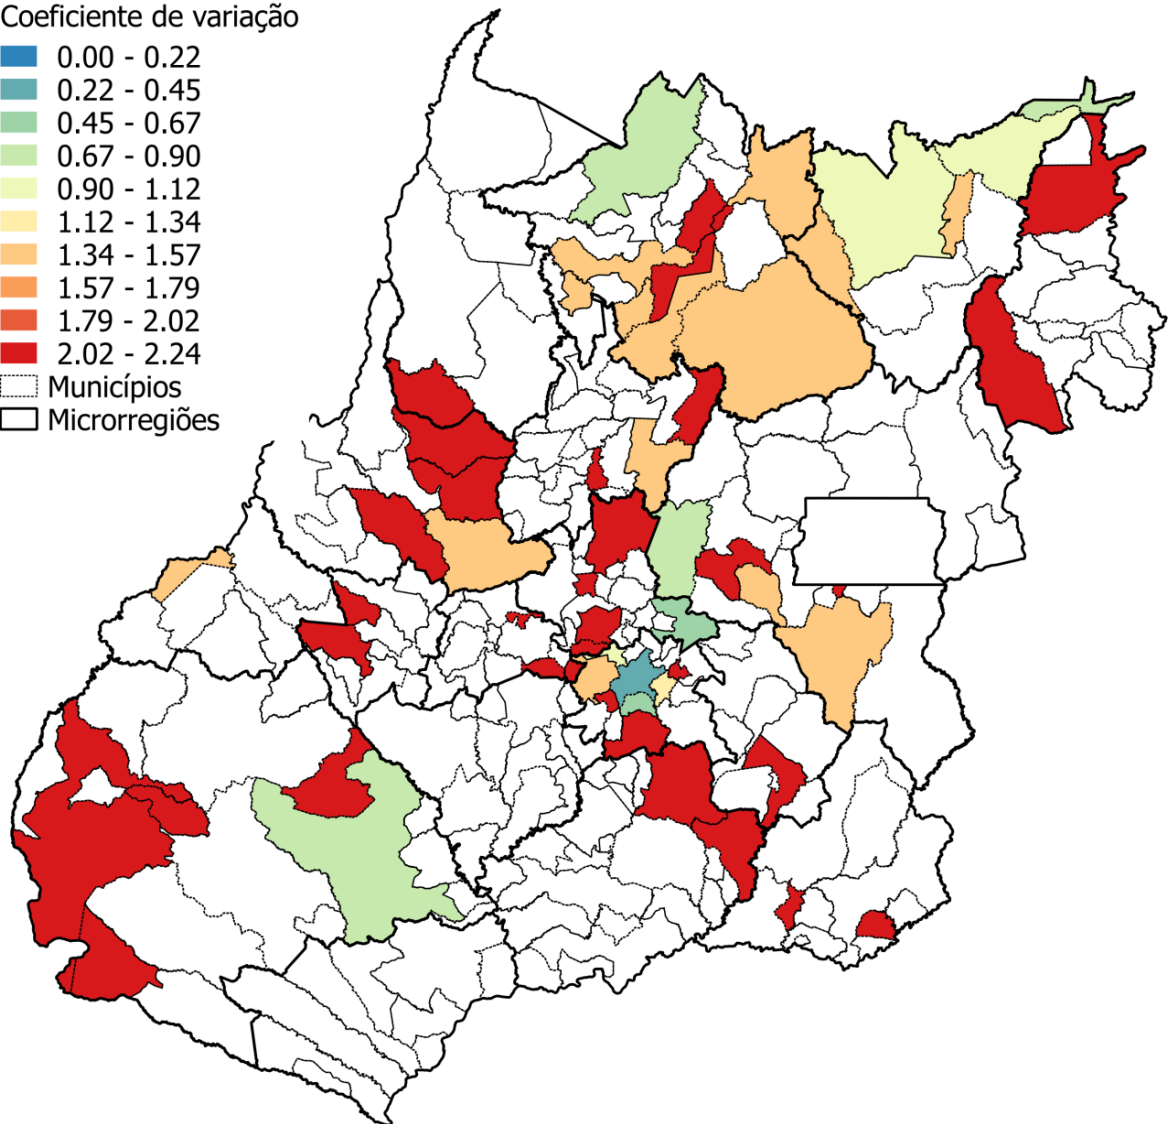 Coeficiente de variação
0.00 - 0.22
0.22 - 0.45
0.45 - 0.67
0.67 - 0.90
0.90 - 1.12
1.12 - 1.34
1.34 - 1.57
1.57 - 1.79
1.79 - 2.02
2.02 - 2.24
Municípios
Microrregiões